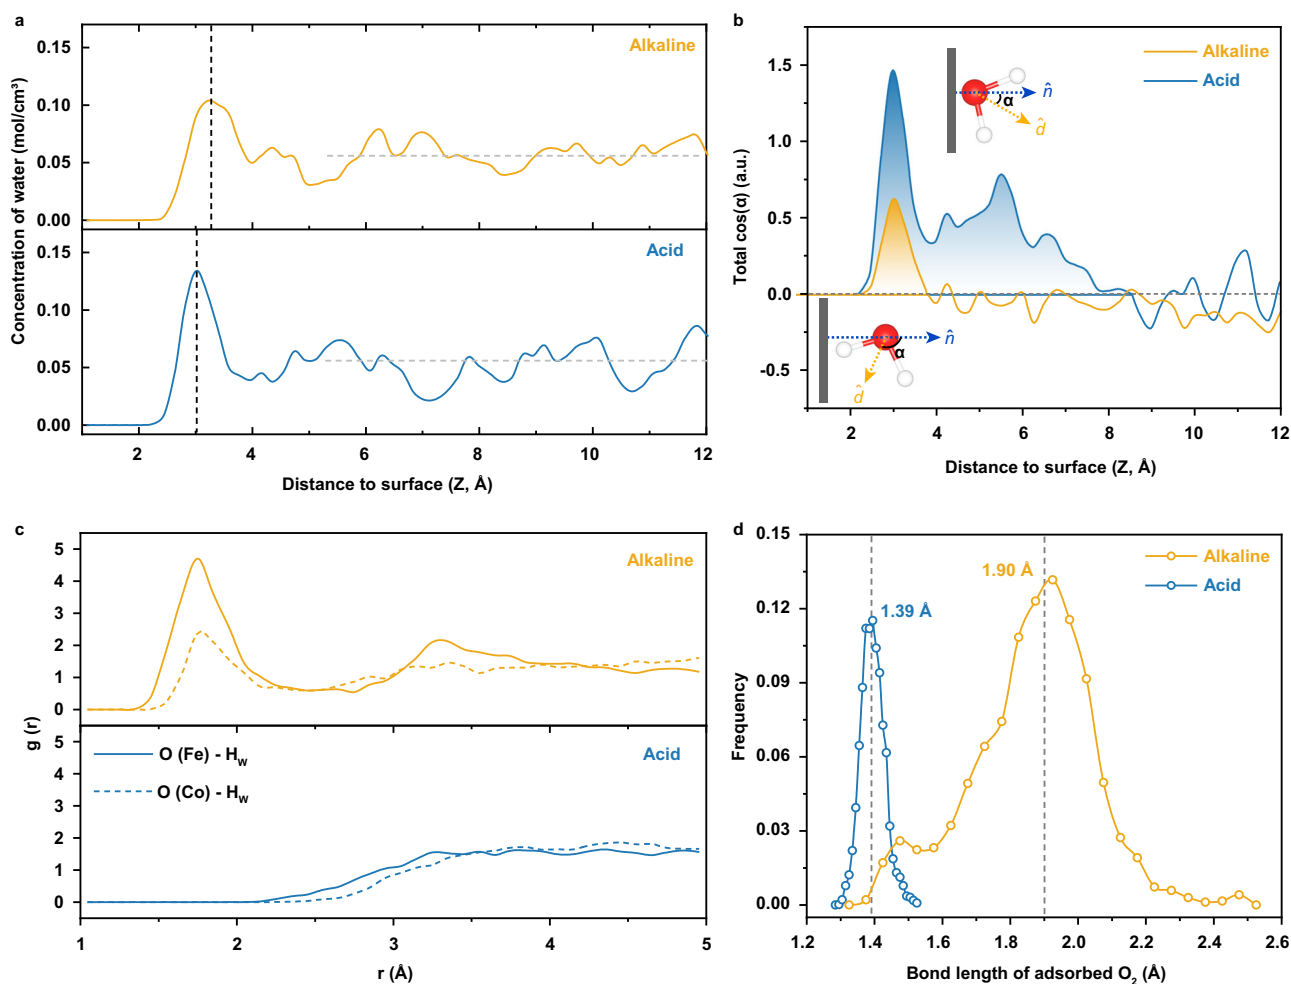 a
Concentration of water (mol/cm³)
0.15
0.10
0.05
0.00
Alkaline
0.15
0.10
0.05
0.00
Acid
2 4 6 8 10 12
Distance to surface (Z, Å)
b
Total cos(α) (a.u.)
1.5
1.0
0.5
0.0
-0.5
Alkaline
Acid
α
n̂
d̂
α
n̂
d̂
2 4 6 8 10 12
Distance to surface (Z, Å)
c
g (r)
5
4
3
2
1
0
Alkaline
5
4
3
2
1
0
O (Fe) - Hw
O (Co) - Hw
Acid
1 2 3 4 5
r (Å)
d
Frequency
0.15
0.12
0.09
0.06
0.03
0.00
1.90 Å
1.39 Å
Alkaline
Acid
1.2 1.4 1.6 1.8 2.0 2.2 2.4 2.6
Bond length of adsorbed O₂ (Å)